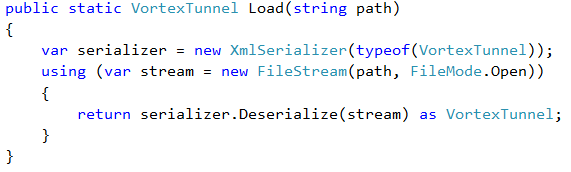 public static VortexTunnel Load(string path)
{
    var serializer = new XmlSerializer(typeof(VortexTunnel));
    using (var stream = new FileStream(path, FileMode.Open))
    {
        return serializer.Deserialize(stream) as VortexTunnel;
    }
}